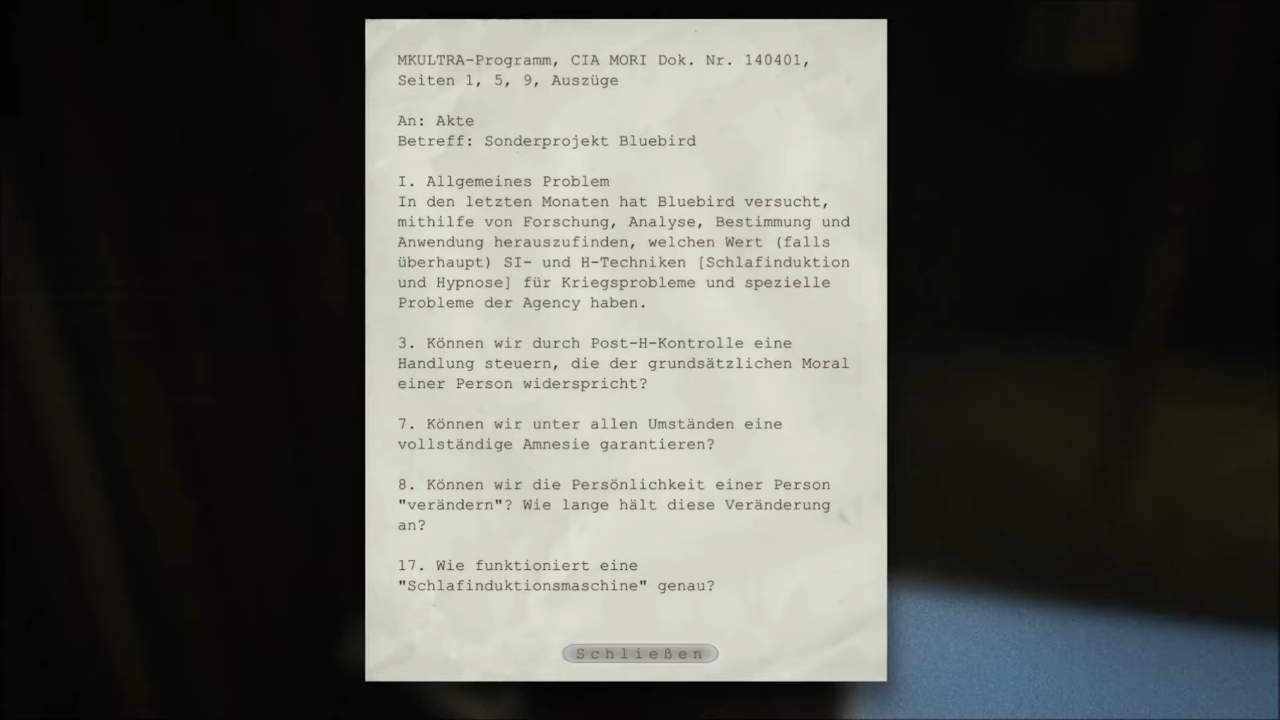 MKULTRA-Programm, CIA MORI Dok. Nr. 140401,
Seiten 1, 5, 9, Auszüge
An: Akte
Betreff: Sonderprojekt Bluebird
I. Allgemeines Problem
In den letzten Monaten hat Bluebird versucht,
mithilfe von Forschung, Analyse, Bestimmung und
Anwendung herauszufinden, welchen Wert (falls
überhaupt) SI- und H-Techniken [Schlafinduktion
und Hypnose] für Kriegsprobleme und spezielle
Probleme der Agency haben.
3. Können wir durch Post-H-Kontrolle eine
Handlung steuern, die der grundsätzlichen Moral
einer Person widerspricht?
7. Können wir unter allen Umständen eine
vollständige Amnesie garantieren?
8. Können wir die Persönlichkeit einer Person
"verändern"? Wie lange hält diese Veränderung
an?
17. Wie funktioniert eine
"Schlafinduktionsmaschine" genau?
Schließen